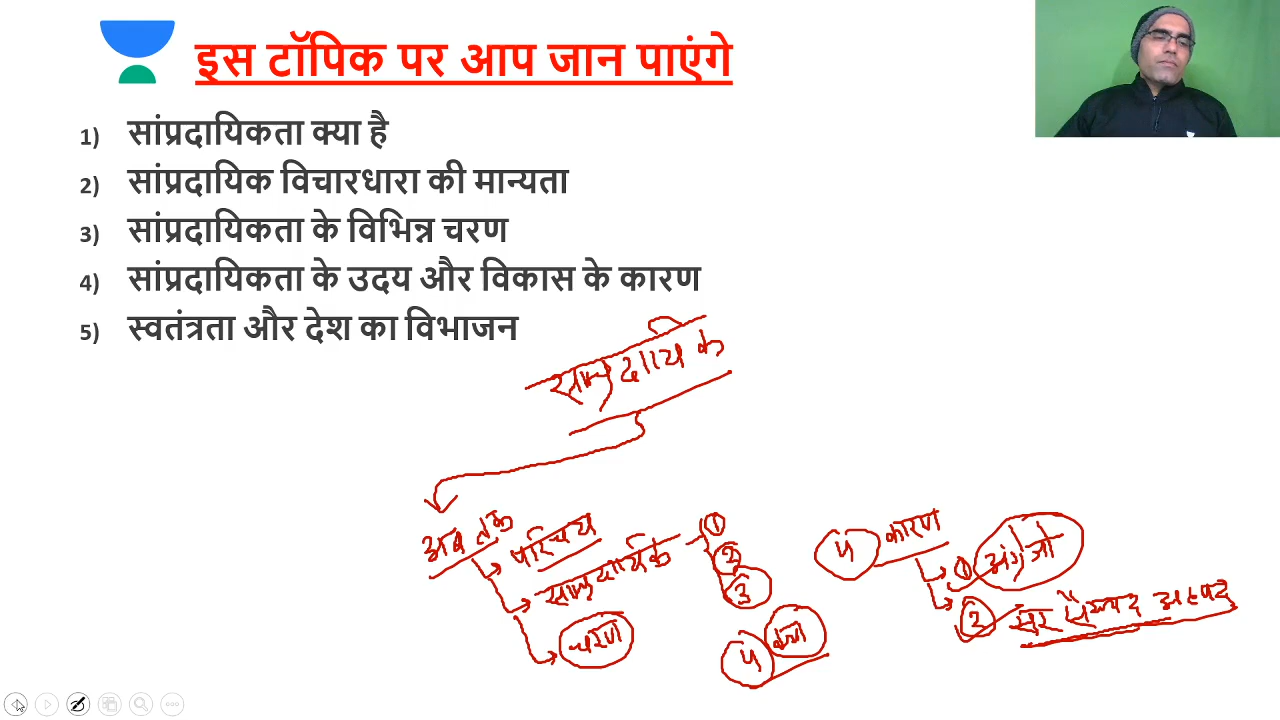 इस टॉपिक पर आप जान पाएंगे
1) सांप्रदायिकता क्या है
2) सांप्रदायिक विचारधारा की मान्यता
3) सांप्रदायिकता के विभिन्न चरण
4) सांप्रदायिकता के उदय और विकास के कारण
5) स्वतंत्रता और देश का विभाजन
साम्प्रदायिक
अब तक
परिचय
साम्प्रदायिक
1
2
3
चरण
५
५ कारण
1 अंग्रेजो
2 सर सैय्यद अहमद